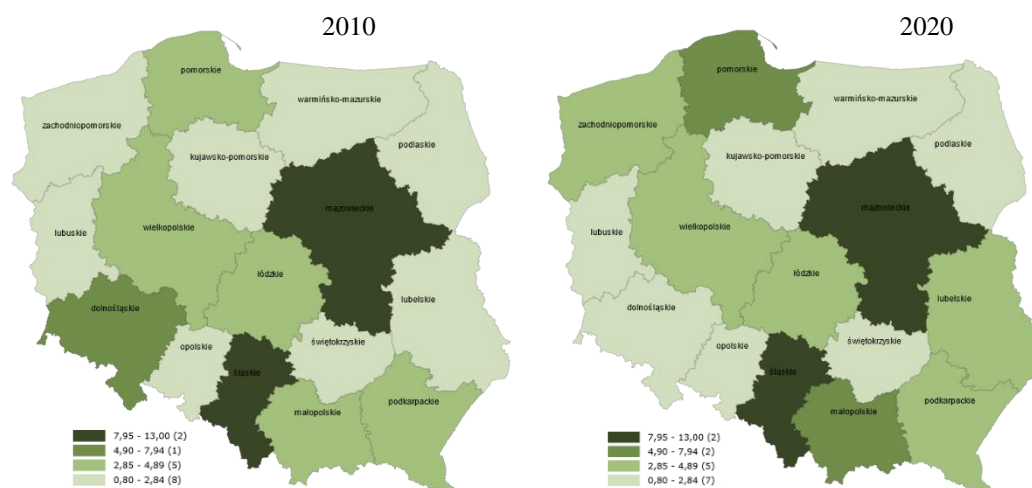 2010
pomorskie
warmińsko-mazurskie
zachodniopomorskie
podlaskie
kujawsko-pomorskie
mazowieckie
lubuskie
wielkopolskie
łódzkie
dolnośląskie
lubelskie
opolskie
świętokrzyskie
śląskie
małopolskie
podkarpackie
7,95 - 13,00 (2)
4,90 - 7,94 (1)
2,85 - 4,89 (5)
0,80 - 2,84 (8)
2020
pomorskie
warmińsko-mazurskie
zachodniopomorskie
podlaskie
kujawsko-pomorskie
mazowieckie
lubuskie
wielkopolskie
łódzkie
dolnośląskie
lubelskie
opolskie
świętokrzyskie
śląskie
małopolskie
podkarpackie
7,95 - 13,00 (2)
4,90 - 7,94 (2)
2,85 - 4,89 (5)
0,80 - 2,84 (7)